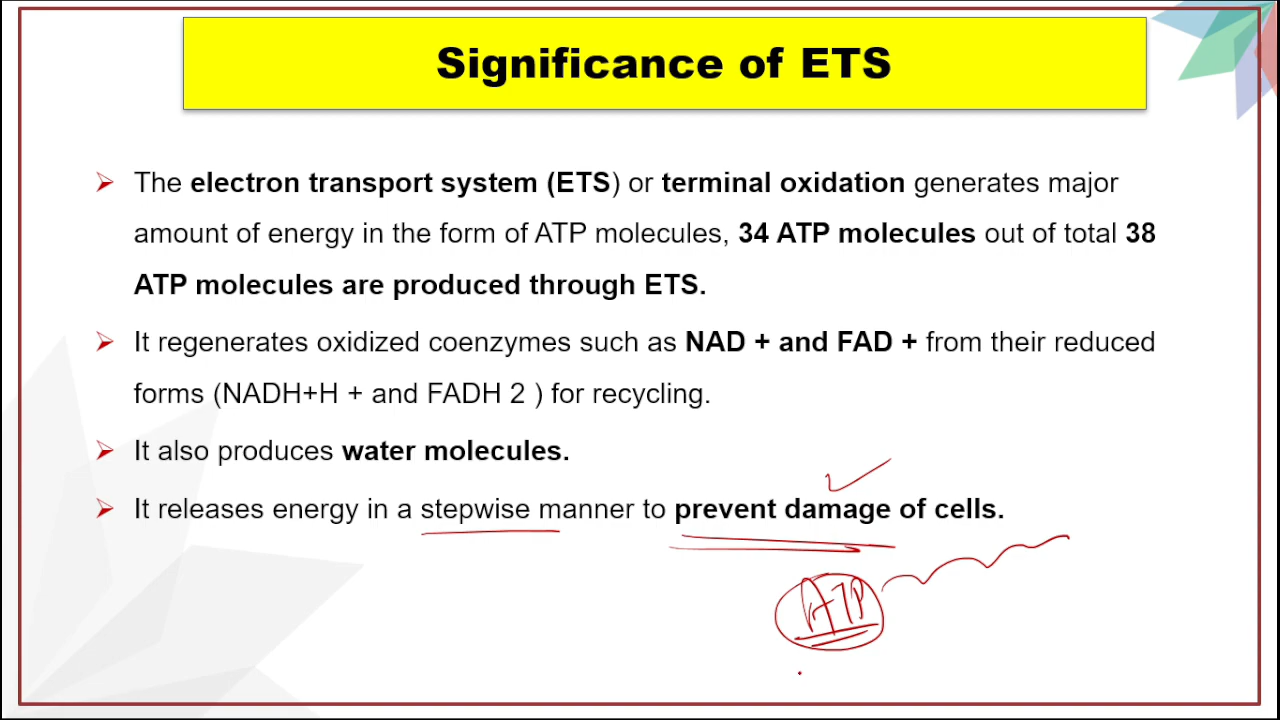 Significance of ETS
The electron transport system (ETS) or terminal oxidation generates major
amount of energy in the form of ATP molecules, 34 ATP molecules out of total 38
ATP molecules are produced through ETS.
It regenerates oxidized coenzymes such as NAD + and FAD + from their reduced
forms (NADH+H + and FADH 2 ) for recycling.
It also produces water molecules.
It releases energy in a stepwise manner to prevent damage of cells.
ATP